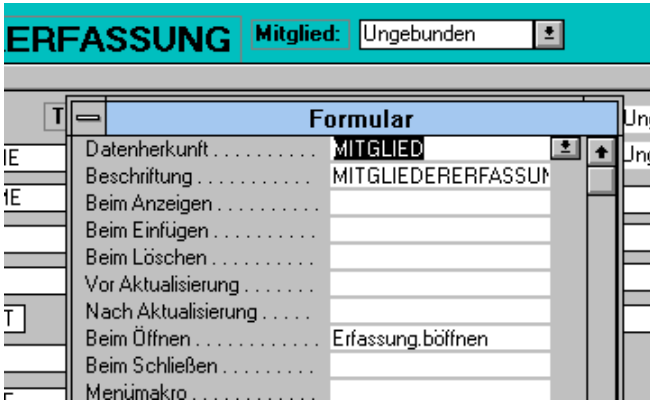 ERFASSUNG Mitglied: Ungebunden
T Formular
Datenherkunft . . . . . . . . . . MITGLIED
Beschriftung . . . . . . . . . . . MITGLIEDERERFASSUN
Beim Anzeigen . . . . . . . . .
Beim Einfügen . . . . . . . . .
Beim Löschen . . . . . . . . . .
Vor Aktualisierung . . . . . . .
Nach Aktualisierung . . . . .
Beim Öffnen . . . . . . . . . . . . Erfassung.böffnen
Beim Schließen . . . . . . . . .
Menümakro . . . . . . . . . . . .